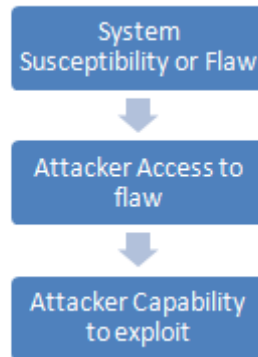 System
Susceptibility or Flaw
Attacker Access to
flaw
Attacker Capability
to exploit